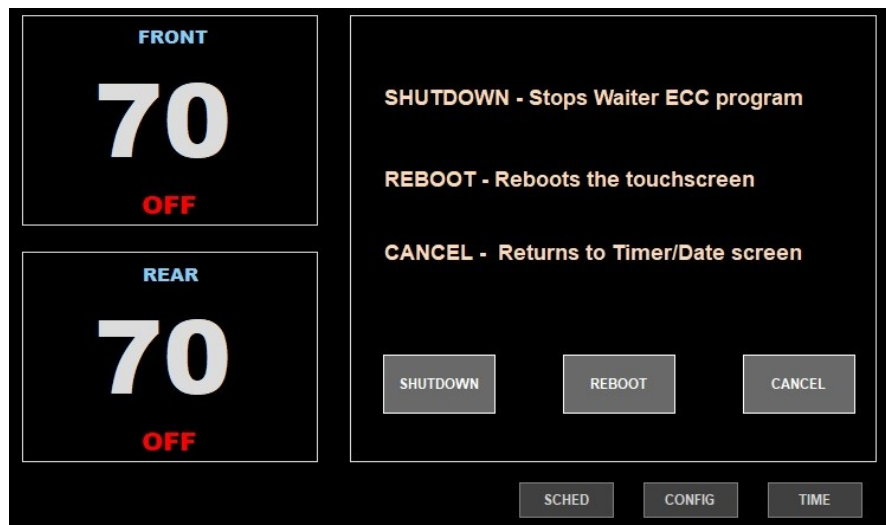 FRONT
70
OFF
REAR
70
OFF
SHUTDOWN - Stops Waiter ECC program
REBOOT - Reboots the touchscreen
CANCEL - Returns to Timer/Date screen
SHUTDOWN
REBOOT
CANCEL
SCHED
CONFIG
TIME